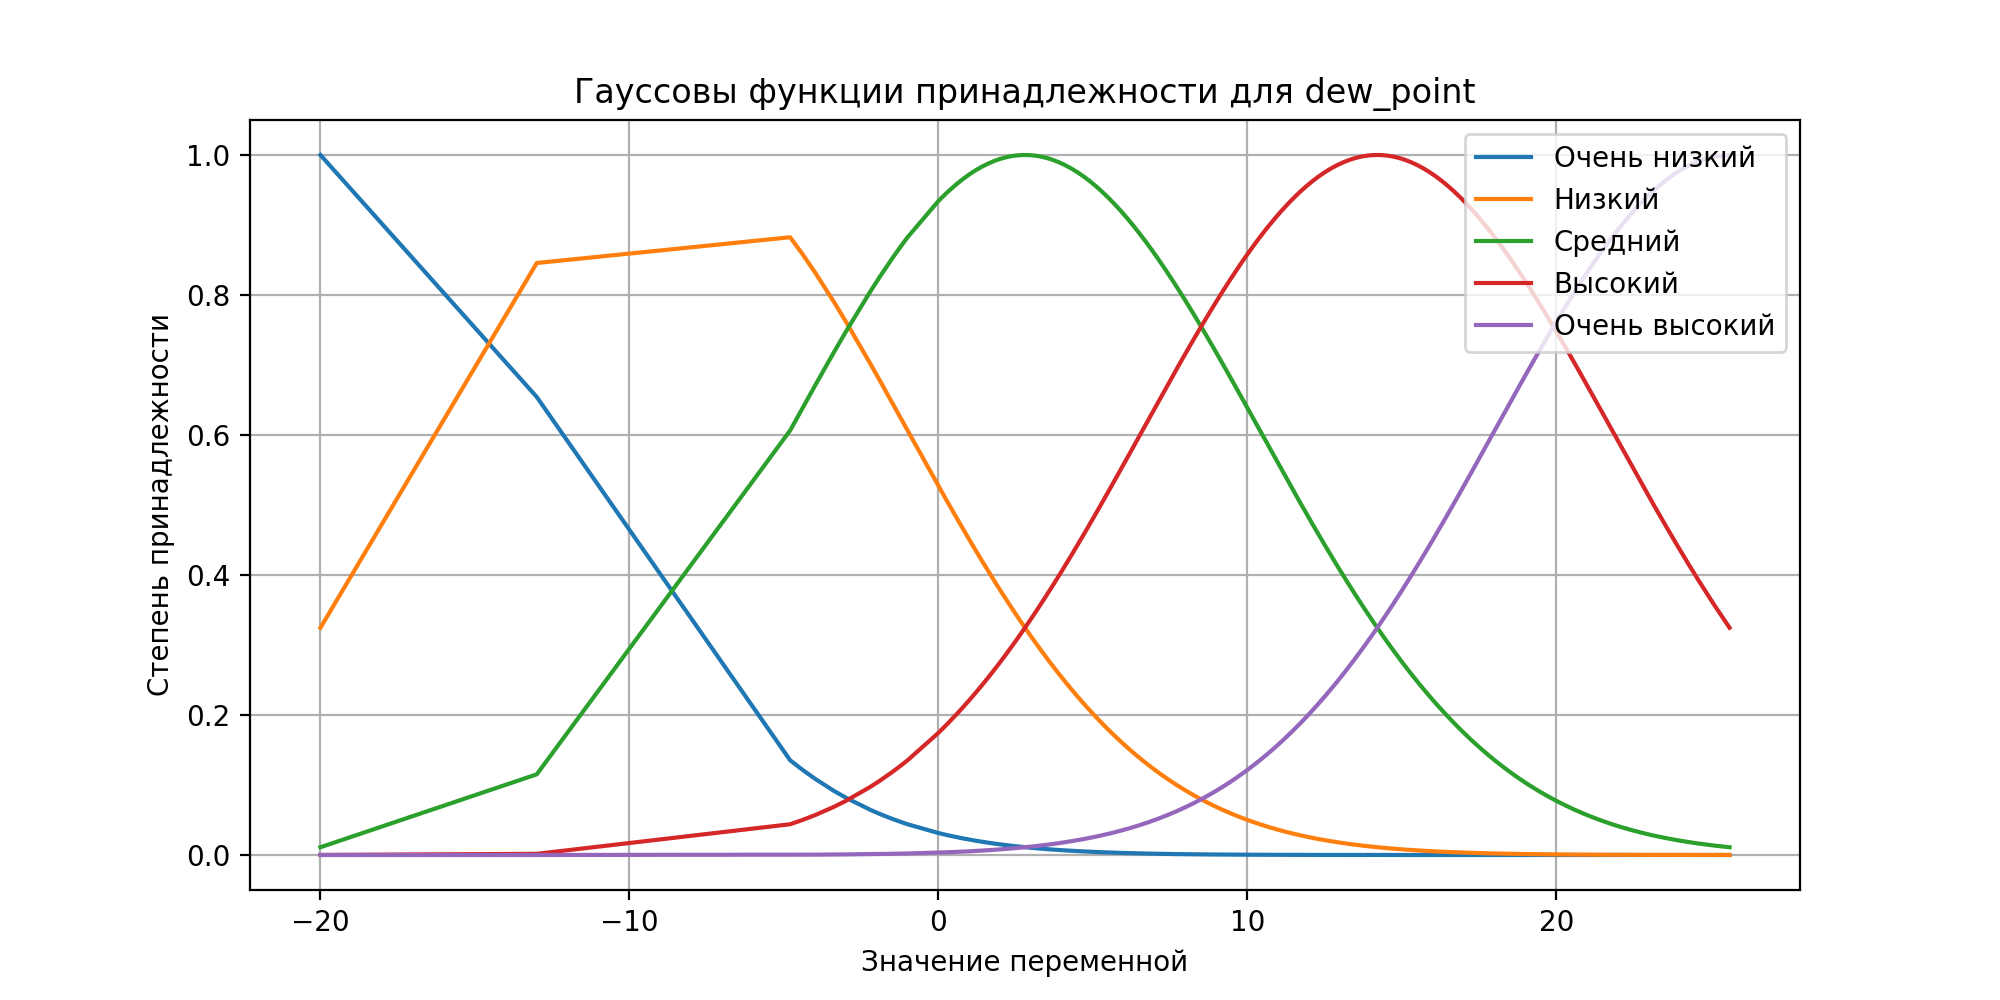 Гауссовы функции принадлежности для dew_point
Степень принадлежности
1.0
0.8
0.6
0.4
0.2
0.0
Очень низкий
Низкий
Средний
Высокий
Очень высокий
−20
−10
0
10
20
Значение переменной